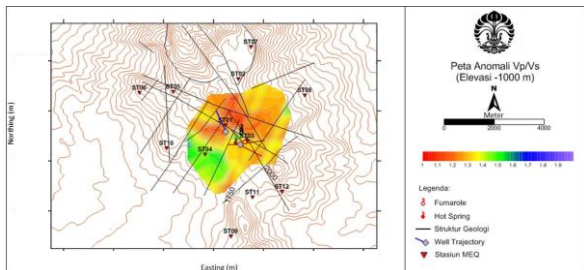 Peta Anomali Vp/Vs
(Elevasi -1000 m)
N
Meter
0 2000 4000
1 1.1 1.2 1.3 1.4 1.5 1.6 1.7 1.8 1.9
Legenda:
Fumarole
Hot Spring
Struktur Geologi
Well Trajectory
Stasiun MEQ
Northing (m)
Easting (m)
ST07
ST02
ST06
ST05
ST08
ST01
ST10
ST04
ST11
ST12
ST09